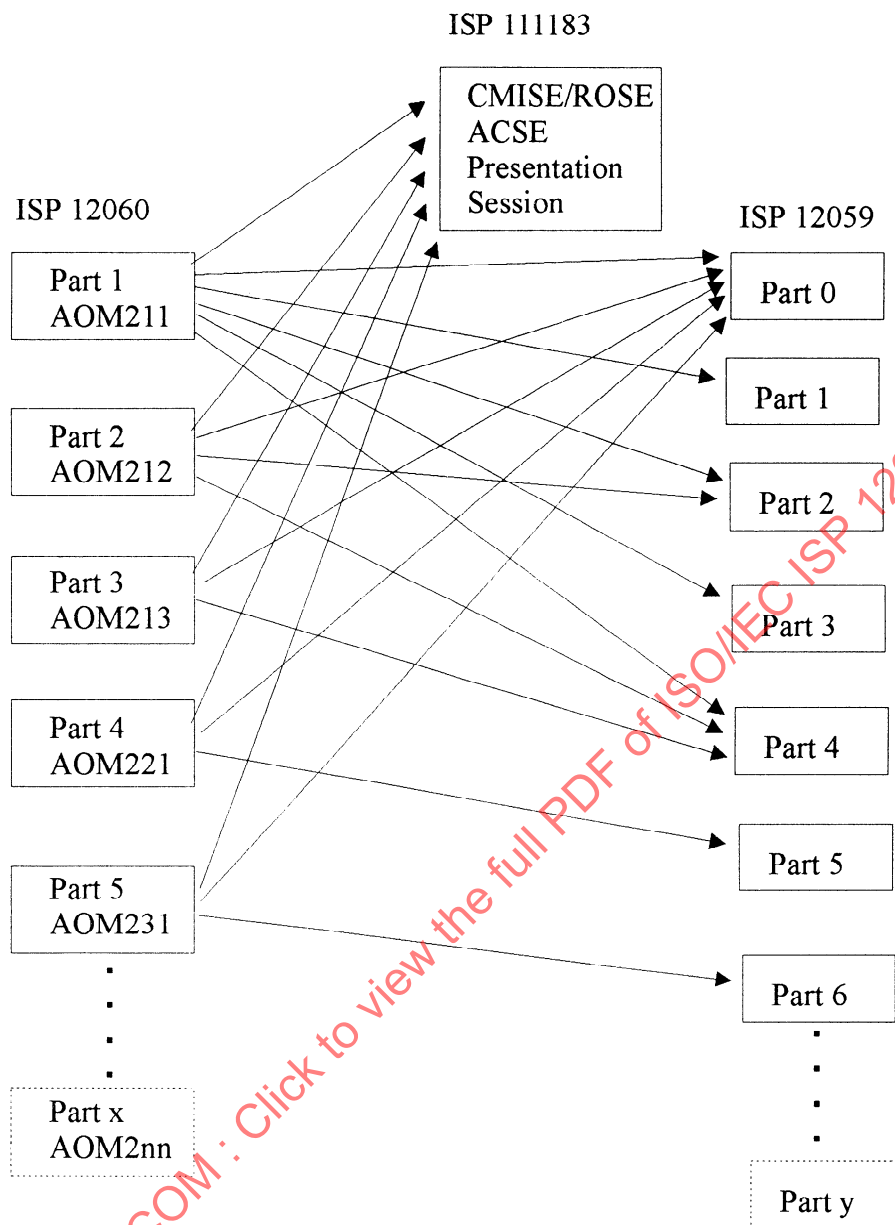 ISP 111183
CMISE/ROSE
ACSE
Presentation
Session
ISP 12060
Part 1
AOM211
Part 2
AOM212
Part 3
AOM213
Part 4
AOM221
Part 5
AOM231
Part x
AOM2nn
ISP 12059
Part 0
Part 1
Part 2
Part 3
Part 4
Part 5
Part 6
Part y
COM : Click to view the full PDF of ISO/IEC ISP